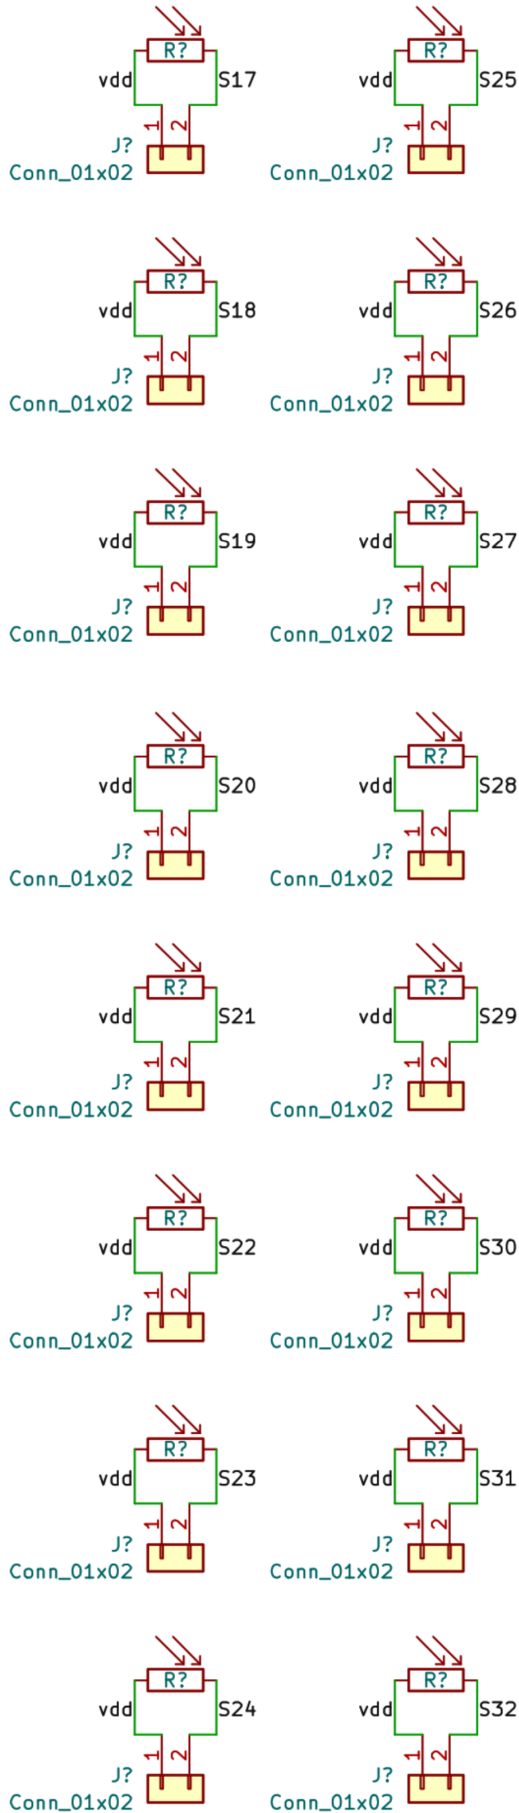 R?
vdd S17
1 2
J?
Conn_01x02
R?
vdd S25
1 2
J?
Conn_01x02
R?
vdd S18
1 2
J?
Conn_01x02
R?
vdd S26
1 2
J?
Conn_01x02
R?
vdd S19
1 2
J?
Conn_01x02
R?
vdd S27
1 2
J?
Conn_01x02
R?
vdd S20
1 2
J?
Conn_01x02
R?
vdd S28
1 2
J?
Conn_01x02
R?
vdd S21
1 2
J?
Conn_01x02
R?
vdd S29
1 2
J?
Conn_01x02
R?
vdd S22
1 2
J?
Conn_01x02
R?
vdd S30
1 2
J?
Conn_01x02
R?
vdd S23
1 2
J?
Conn_01x02
R?
vdd S31
1 2
J?
Conn_01x02
R?
vdd S24
1 2
J?
Conn_01x02
R?
vdd S32
1 2
J?
Conn_01x02